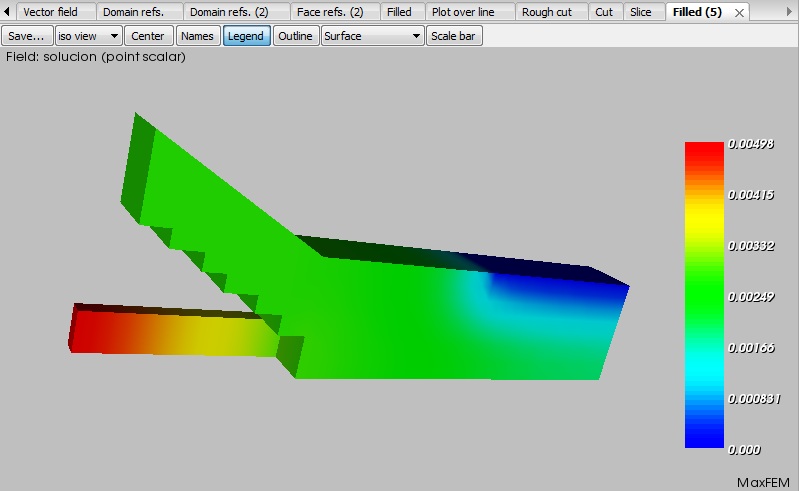 Vector field Domain refs. Domain refs. (2) Face refs. (2) Filled Plot over line Rough cut Cut Slice Filled (5)
Save... iso view Center Names Legend Outline Surface Scale bar
Field: solucion (point scalar)
0.00498
0.00415
0.00332
0.00249
0.00166
0.000831
0.000
MaxFEM